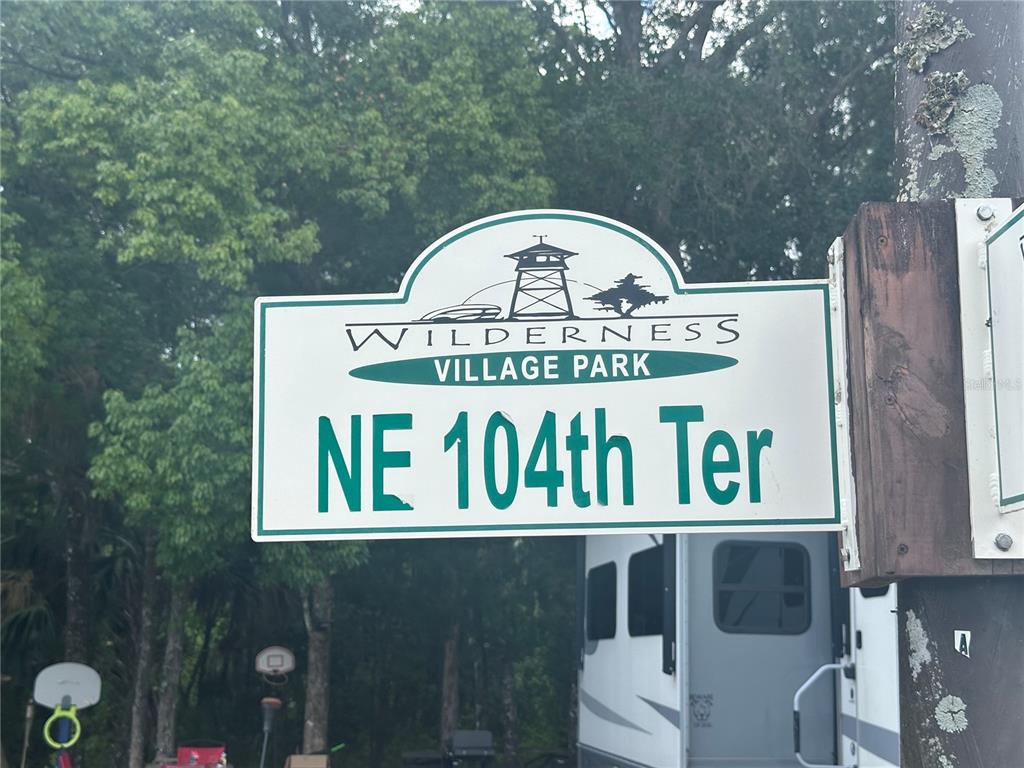 WILDERNESS
VILLAGE PARK
NE 104th Ter
A